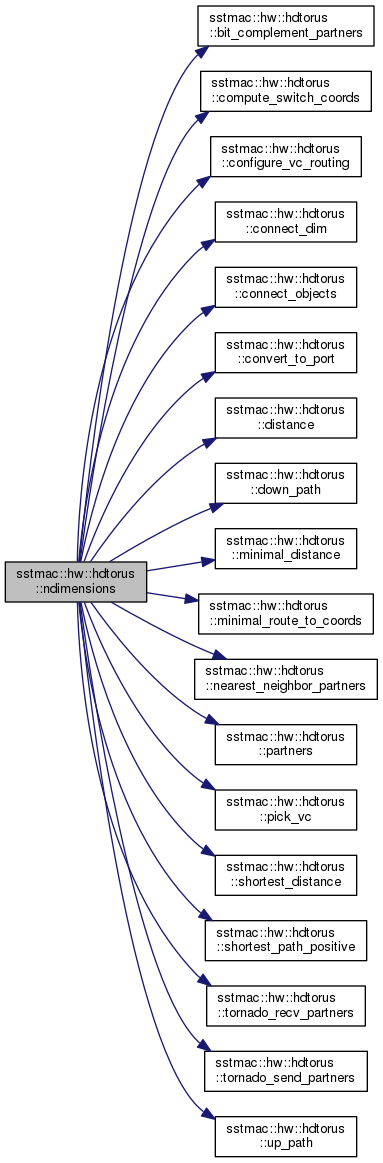 sstmac::hw::hdtorus
::bit_complement_partners
sstmac::hw::hdtorus
::compute_switch_coords
sstmac::hw::hdtorus
::configure_vc_routing
sstmac::hw::hdtorus
::connect_dim
sstmac::hw::hdtorus
::connect_objects
sstmac::hw::hdtorus
::convert_to_port
sstmac::hw::hdtorus
::distance
sstmac::hw::hdtorus
::down_path
sstmac::hw::hdtorus
::minimal_distance
sstmac::hw::hdtorus
::ndimensions
sstmac::hw::hdtorus
::minimal_route_to_coords
sstmac::hw::hdtorus
::nearest_neighbor_partners
sstmac::hw::hdtorus
::partners
sstmac::hw::hdtorus
::pick_vc
sstmac::hw::hdtorus
::shortest_distance
sstmac::hw::hdtorus
::shortest_path_positive
sstmac::hw::hdtorus
::tornado_recv_partners
sstmac::hw::hdtorus
::tornado_send_partners
sstmac::hw::hdtorus
::up_path